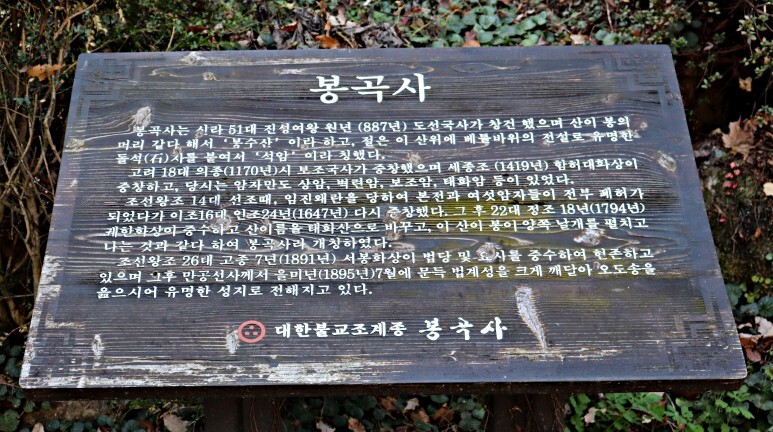 봉곡사
봉곡사는 신라 51대 진성여왕 원년 (887년) 도선국사가 창건 했으며 산이 봉의
머리 같다 해서 '봉수산' 이라 하고, 절은 이 산위에 베틀바위의 전설로 유명한
돌석(石)자를 붙여서 '석암' 이라 칭했다.
고려 18대 의종(1170년)시 보조국사가 중창했으며 세종조 (1419년) 함허대화상이
중창하고, 당시는 암자만도 상암, 벽련암, 보조암, 태화암 등이 있었다.
조선왕조 14대 선조때, 임진왜란을 당하여 본전과 여섯암자들이 전부 폐허가
되었다가 이조16대 인조24년(1647년) 다시 중창했다. 그 후 22대 정조 18년(1794년)
중수하고 산이름을 태화산으로 바꾸고, 이 산이 봉이 양쪽 날개를 펼치고
나는 것과 같다 하여 봉곡사라 개칭하였다.
조선왕조 26대 고종 7년(1891년) 서봉화상이 법당 및 요사를 중수하여 현존하고
있으며 그후 만공선사께서 을미년(1895년)7월에 문득 법계성을 크게 깨달아 오도송을
읊으시어 유명한 성지로 전해지고 있다.
대한불교조계종 봉곡사